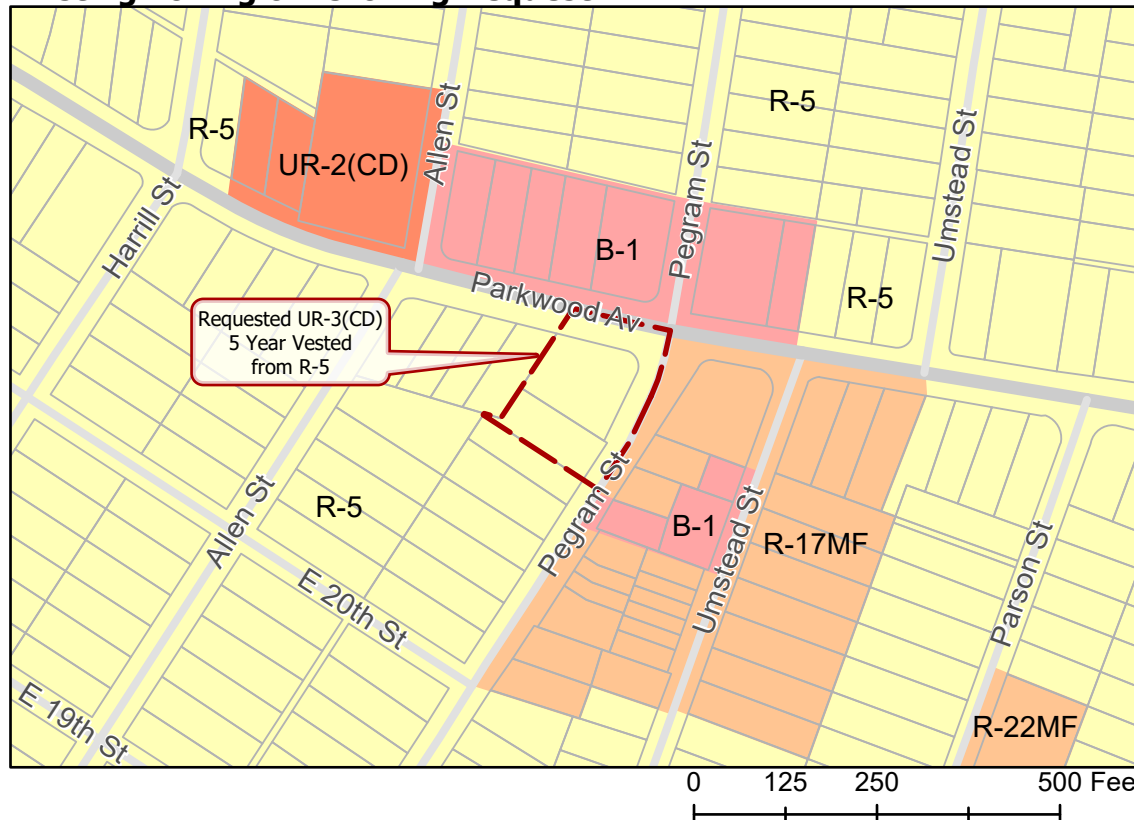 R-5
R-5
UR-2(CD)
Allen St
Pegram St
Umstead St
Harrill St
B-1
R-5
Parkwood Av
Requested UR-3(CD)
5 Year Vested
from R-5
R-5
Allen St
Pegram St
B-1
Umstead St
R-17MF
Parson St
E 20th St
E 19th St
R-22MF
0 125 250 500 Fee